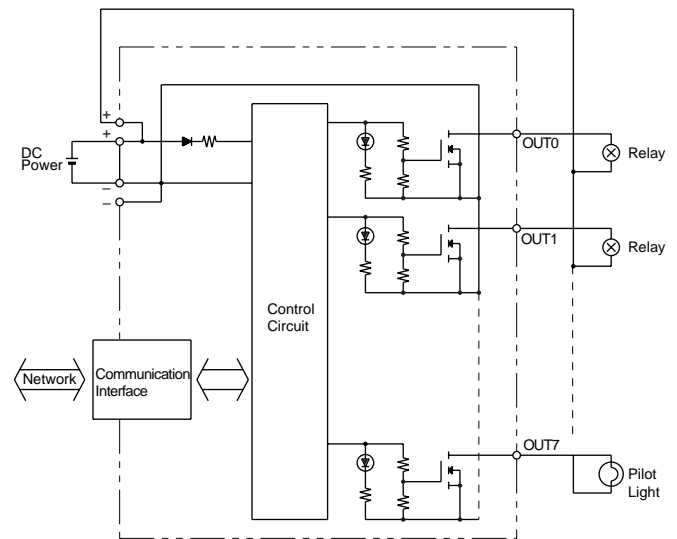 +
+
DC
Power
–
–
OUT0
Relay
OUT1
Relay
Control
Circuit
Network
Communication
Interface
OUT7
Pilot
Light